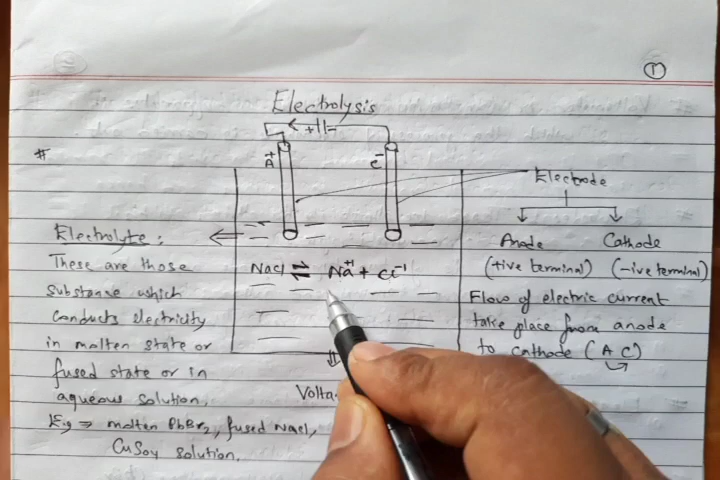 1
Electrolysis
+ -
#
A+
C-
Electrode
Electrolyte :
Anode Cathode
These are those
NaCl ⇌ Na+1 + Cl-1
(+ive terminal) (-ive terminal)
substance which
Flow of electric current
conducts electricity
take place from anode
in molten state or
to cathode (A C)
fused state or in
aqueous solution.
E.g ⇒ molten PbBr2, fused NaCl,
CuSO4 solution.